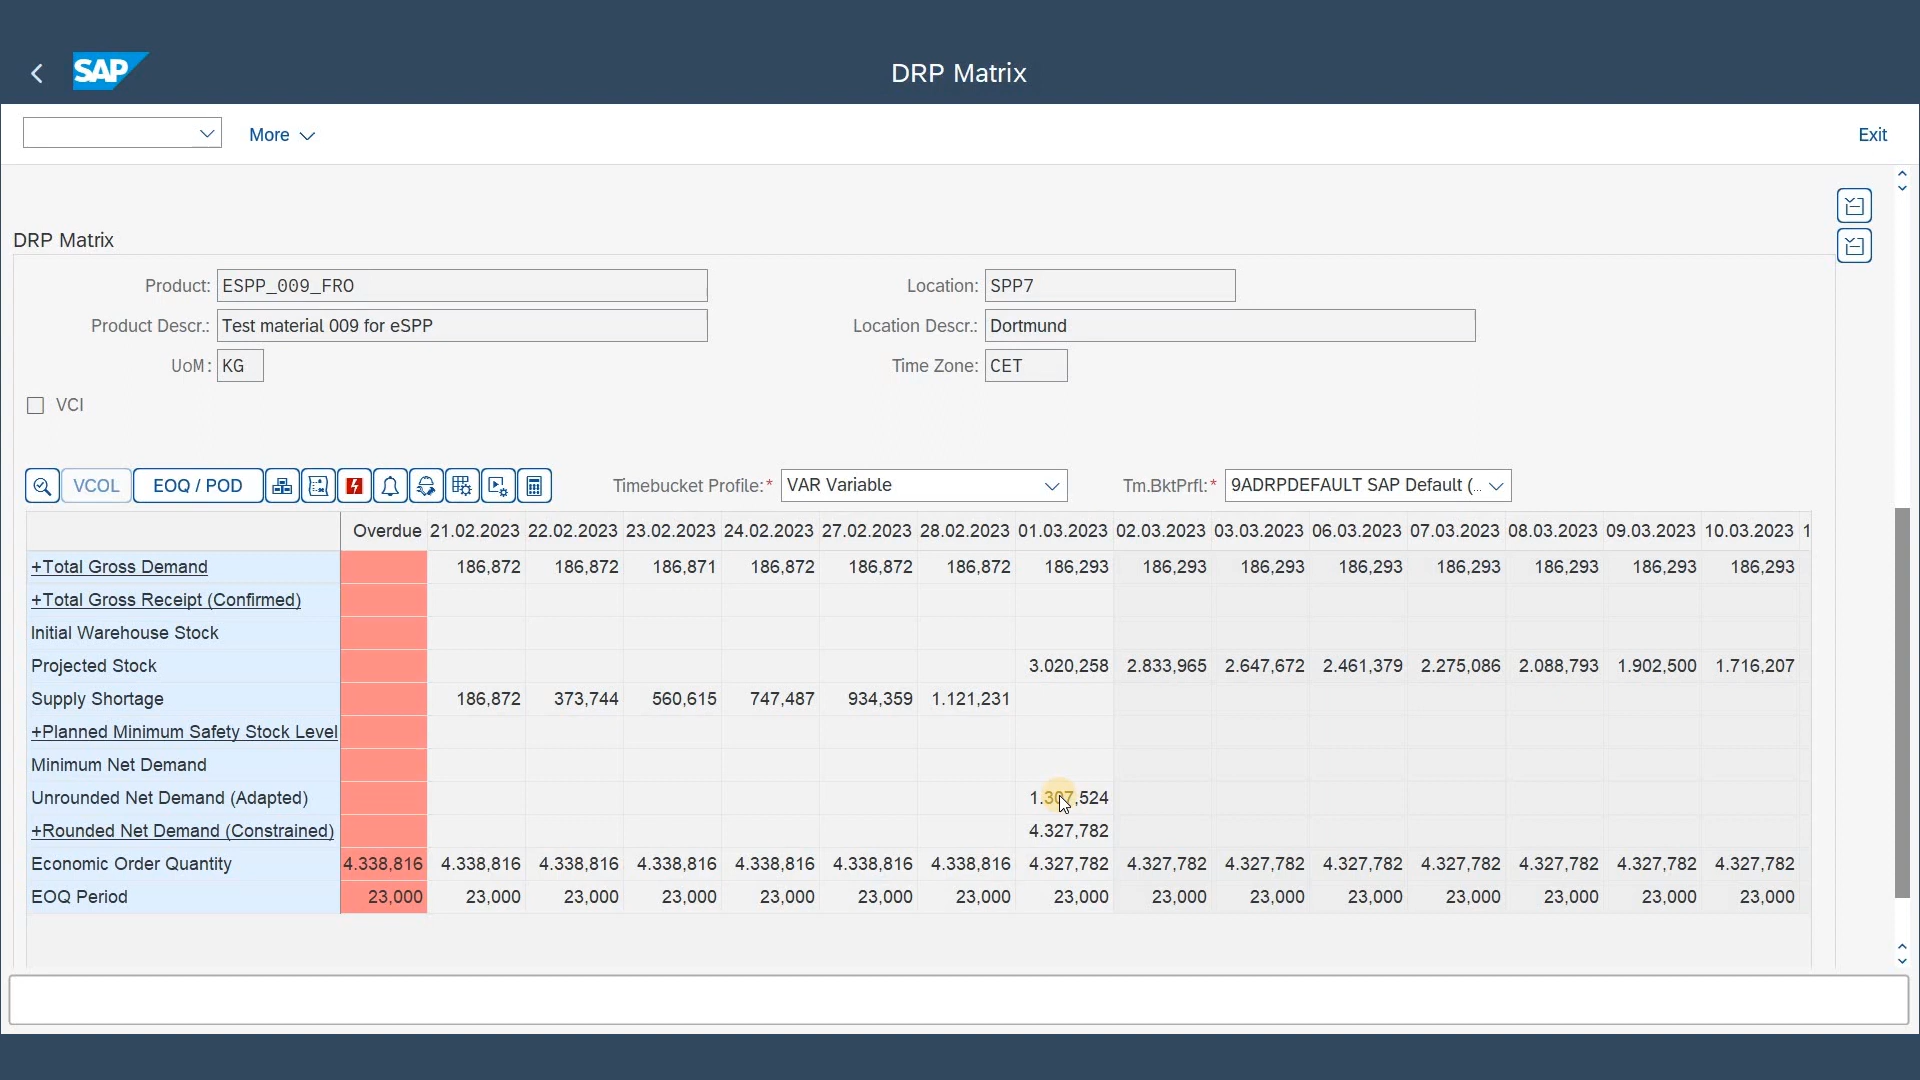 SAP
DRP Matrix
More
Exit
DRP Matrix
Product: ESPP_009_FRO Location: SPP7
Product Descr.: Test material 009 for eSPP Location Descr.: Dortmund
UoM: KG Time Zone: CET
VCI
VCOL EOQ / POD Timebucket Profile:* VAR Variable Tm.BktPrfl:* 9ADRPDEFAULT SAP Default (...
Overdue 21.02.2023 22.02.2023 23.02.2023 24.02.2023 27.02.2023 28.02.2023 01.03.2023 02.03.2023 03.03.2023 06.03.2023 07.03.2023 08.03.2023 09.03.2023 10.03.2023 1
+Total Gross Demand 186,872 186,872 186,871 186,872 186,872 186,872 186,293 186,293 186,293 186,293 186,293 186,293 186,293 186,293
+Total Gross Receipt (Confirmed)
Initial Warehouse Stock
Projected Stock 3.020,258 2.833,965 2.647,672 2.461,379 2.275,086 2.088,793 1.902,500 1.716,207
Supply Shortage 186,872 373,744 560,615 747,487 934,359 1.121,231
+Planned Minimum Safety Stock Level
Minimum Net Demand
Unrounded Net Demand (Adapted) 1.307,524
+Rounded Net Demand (Constrained) 4.327,782
Economic Order Quantity 4.338,816 4.338,816 4.338,816 4.338,816 4.338,816 4.338,816 4.338,816 4.327,782 4.327,782 4.327,782 4.327,782 4.327,782 4.327,782 4.327,782 4.327,782
EOQ Period 23,000 23,000 23,000 23,000 23,000 23,000 23,000 23,000 23,000 23,000 23,000 23,000 23,000 23,000 23,000